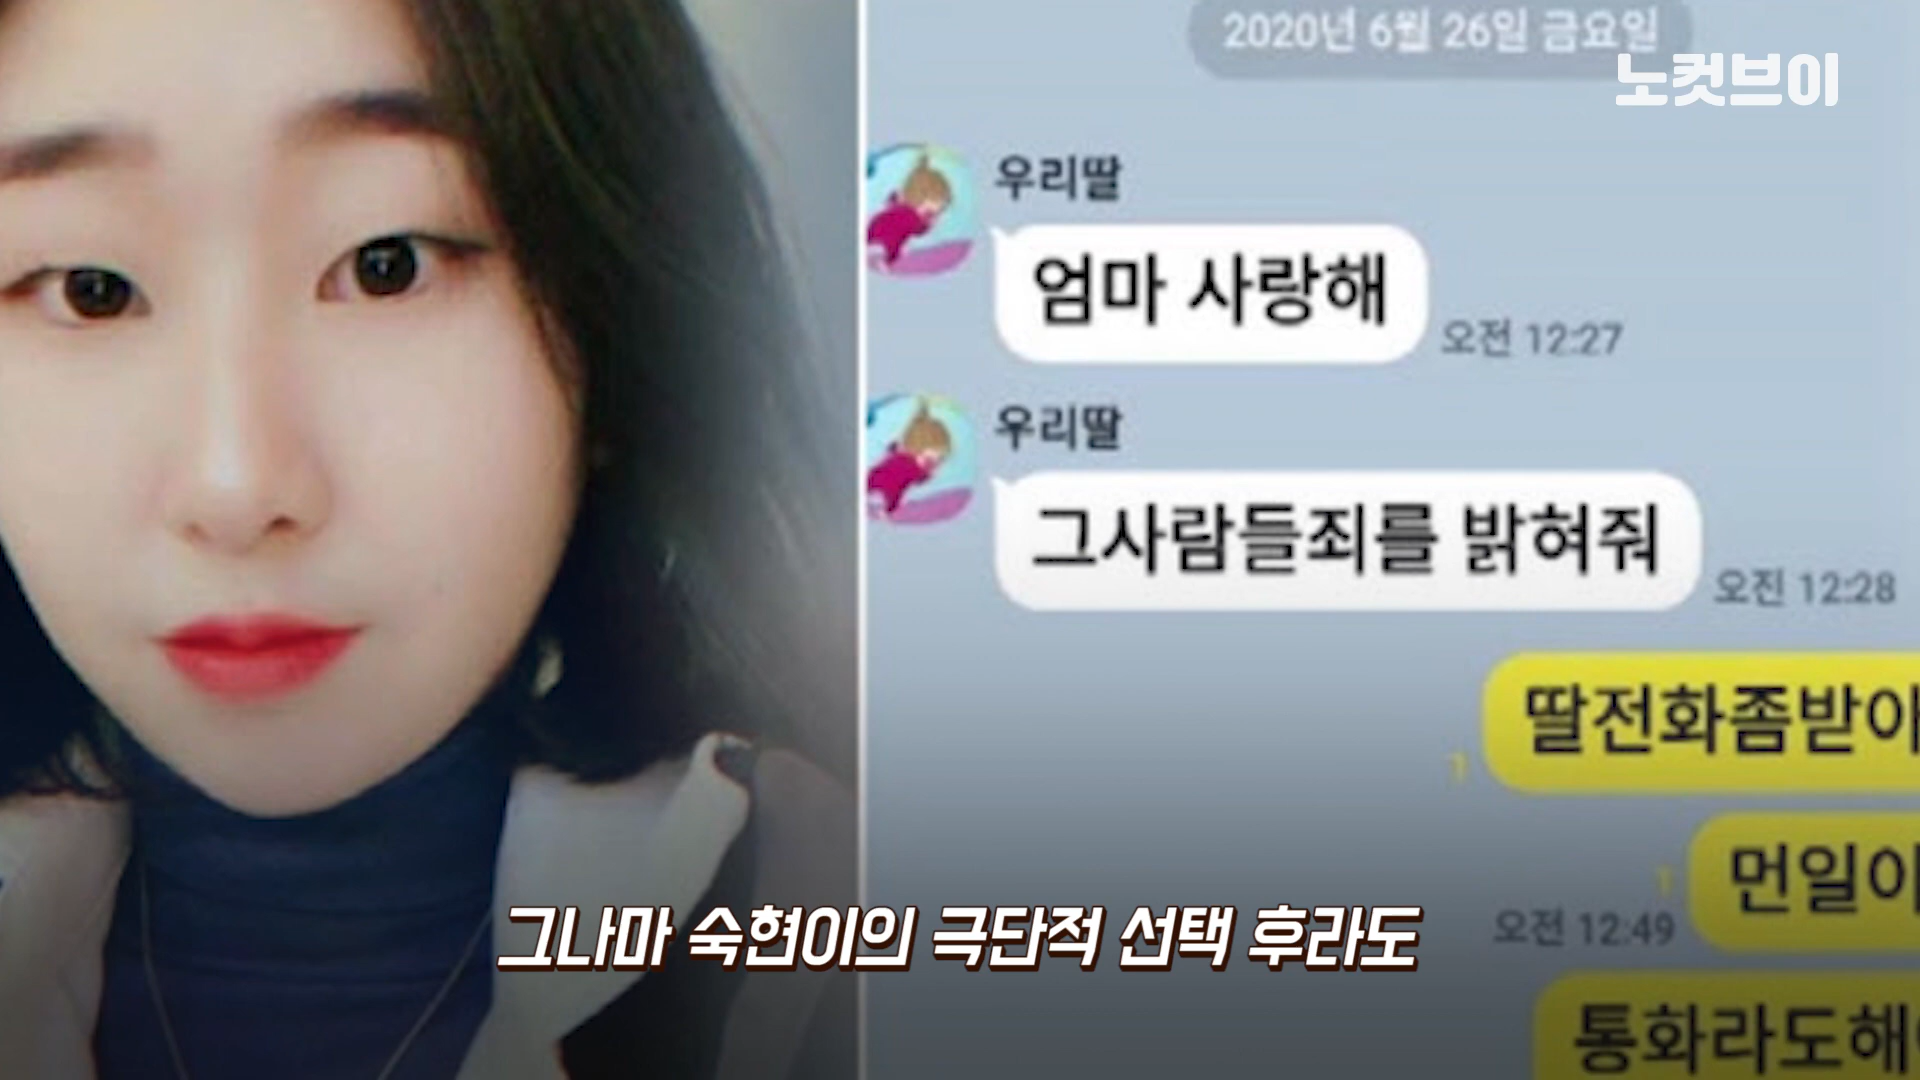 2020년 6월 26일 금요일
노컷브이
우리딸
엄마 사랑해
오전 12:27
우리딸
그사람들죄를 밝혀줘
오전 12:28
딸전화좀받아
1
먼일이
1
오전 12:49
통화라도해
그나마 숙현이의 극단적 선택 후라도